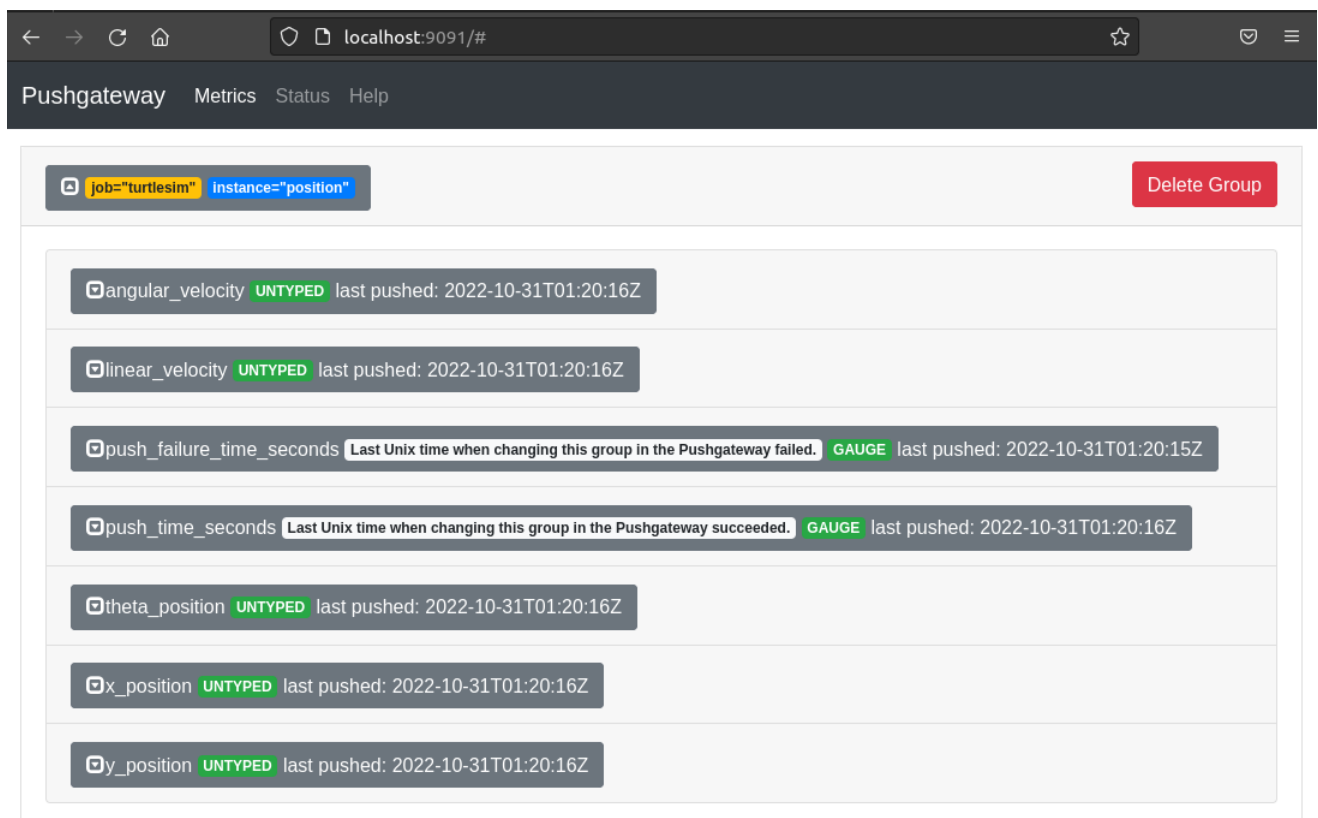 localhost:9091/#
Pushgateway Metrics Status Help
job="turtlesim" instance="position" Delete Group
angular_velocity UNTYPED last pushed: 2022-10-31T01:20:16Z
linear_velocity UNTYPED last pushed: 2022-10-31T01:20:16Z
push_failure_time_seconds Last Unix time when changing this group in the Pushgateway failed. GAUGE last pushed: 2022-10-31T01:20:15Z
push_time_seconds Last Unix time when changing this group in the Pushgateway succeeded. GAUGE last pushed: 2022-10-31T01:20:16Z
theta_position UNTYPED last pushed: 2022-10-31T01:20:16Z
x_position UNTYPED last pushed: 2022-10-31T01:20:16Z
y_position UNTYPED last pushed: 2022-10-31T01:20:16Z